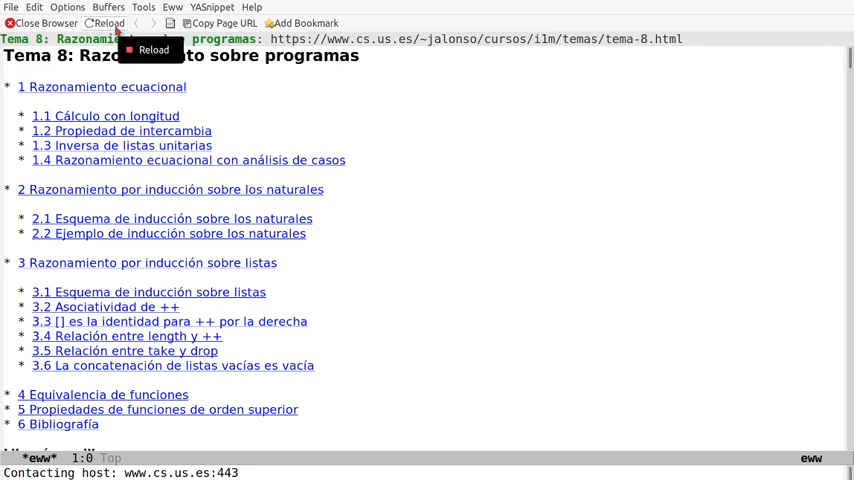 File Edit Options Buffers Tools Eww YASnippet Help
Close Browser Reload Copy Page URL Add Bookmark
Tema 8: programas: https://www.cs.us.es/~jalonso/cursos/i1m/temas/tema-8.html
Reload
Tema 8: sobre programas
* 1 Razonamiento ecuacional
* 1.1 Cálculo con longitud
* 1.2 Propiedad de intercambia
* 1.3 Inversa de listas unitarias
* 1.4 Razonamiento ecuacional con análisis de casos
* 2 Razonamiento por inducción sobre los naturales
* 2.1 Esquema de inducción sobre los naturales
* 2.2 Ejemplo de inducción sobre los naturales
* 3 Razonamiento por inducción sobre listas
* 3.1 Esquema de inducción sobre listas
* 3.2 Asociatividad de ++
* 3.3 [] es la identidad para ++ por la derecha
* 3.4 Relación entre length y ++
* 3.5 Relación entre take y drop
* 3.6 La concatenación de listas vacías es vacía
* 4 Equivalencia de funciones
* 5 Propiedades de funciones de orden superior
* 6 Bibliografía
*eww* 1:0 Top eww
Contacting host: www.cs.us.es:443